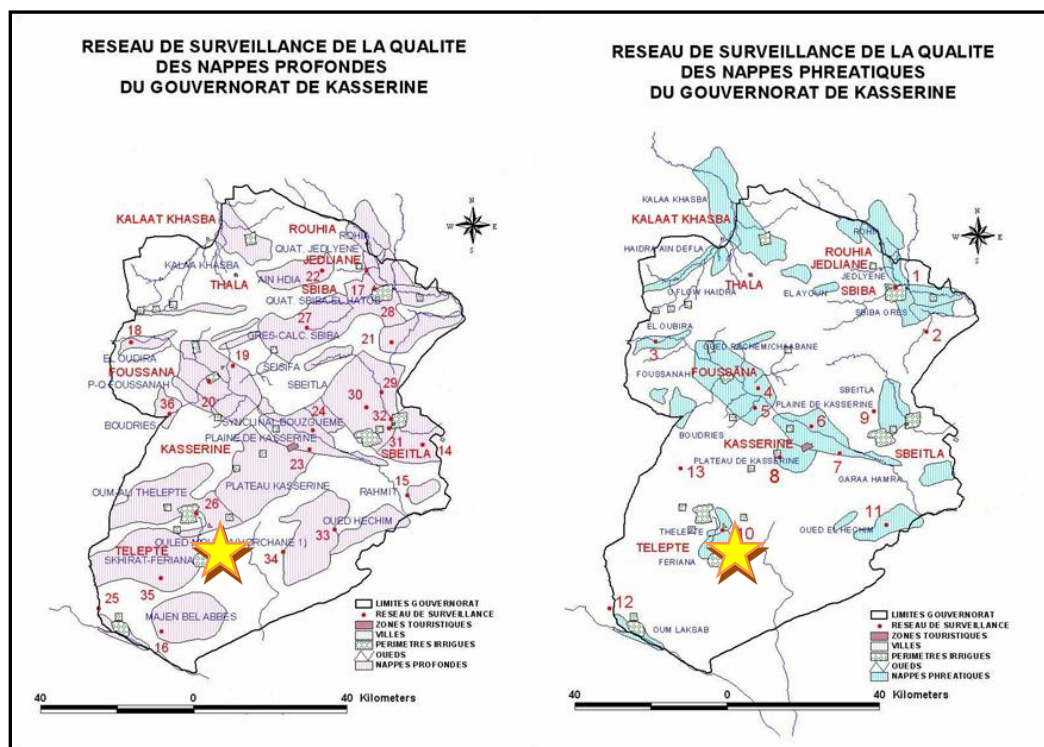 RESEAU DE SURVEILLANCE DE LA QUALITE
DES NAPPES PROFONDES
DU GOUVERNORAT DE KASSERINE
KALAAT KHASBA
ROUHIA
ROHIA
QUAT. JEDLYENE
JEDLIANE
KALAA KHASBA
THALA
AIN HDIA
22
17
SBIBA
QUAT. SBIBA EL HATOB
27
28
18
GRES-CALC. SBIBA
21
EL OUDIRA
19
SEISIFA
FOUSSANA
P-Q FOUSSANAH
SBEITLA
29
20
30
36
24
32
SYNCLINAL BOUZGUEME
BOUDRIES
PLAINE DE KASSERINE
31
KASSERINE
SBEITLA
14
23
PLATEAU KASSERINE
15
OUM-ALI THELEPTE
RAHMIT
26
OUED HECHIM
33
TELEPTE
SKHIRAT-FERIANA
34
35
25
MAJEN BEL ABBES
16
W
E
S
LIMITES GOUVERNORAT
RESEAU DE SURVEILLANCE
ZONES TOURISTIQUES
VILLES
PERIMETRES IRRIGUES
OUEDS
NAPPES PROFONDES
40 0 40 Kilometers
RESEAU DE SURVEILLANCE DE LA QUALITE
DES NAPPES PHREATIQUES
DU GOUVERNORAT DE KASSERINE
KALAA KHASBA
KALAAT KHASBA
ROHIA
HAIDRA AIN DEFLA
ROUHIA
JEDLIANE
JEDLYENE
1
THALA
O FLOW HAIDRA
EL AYOUN
SBIBA
SBIBA GRES
EL OUBIRA
2
3
OUED RACHEM/CHAABANE
FOUSSANAH
FOUSSANA
4
SBEITLA
5
PLAINE DE KASSERINE
9
6
BOUDRIES
KASSERINE
SBEITLA
PLATEAU DE KASSERINE
7
13
8
GARAA HAMRA
THELEPTE
10
OUED EL HECHIM
11
TELEPTE
FERIANA
12
OUM LAKSAB
W
E
S
LIMITES GOUVERNORAT
RESEAU DE SURVEILLANCE
ZONES TOURISTIQUES
VILLES
PERIMETRES IRRIGUES
OUEDS
NAPPES PHREATIQUES
40 0 40 Kilometers